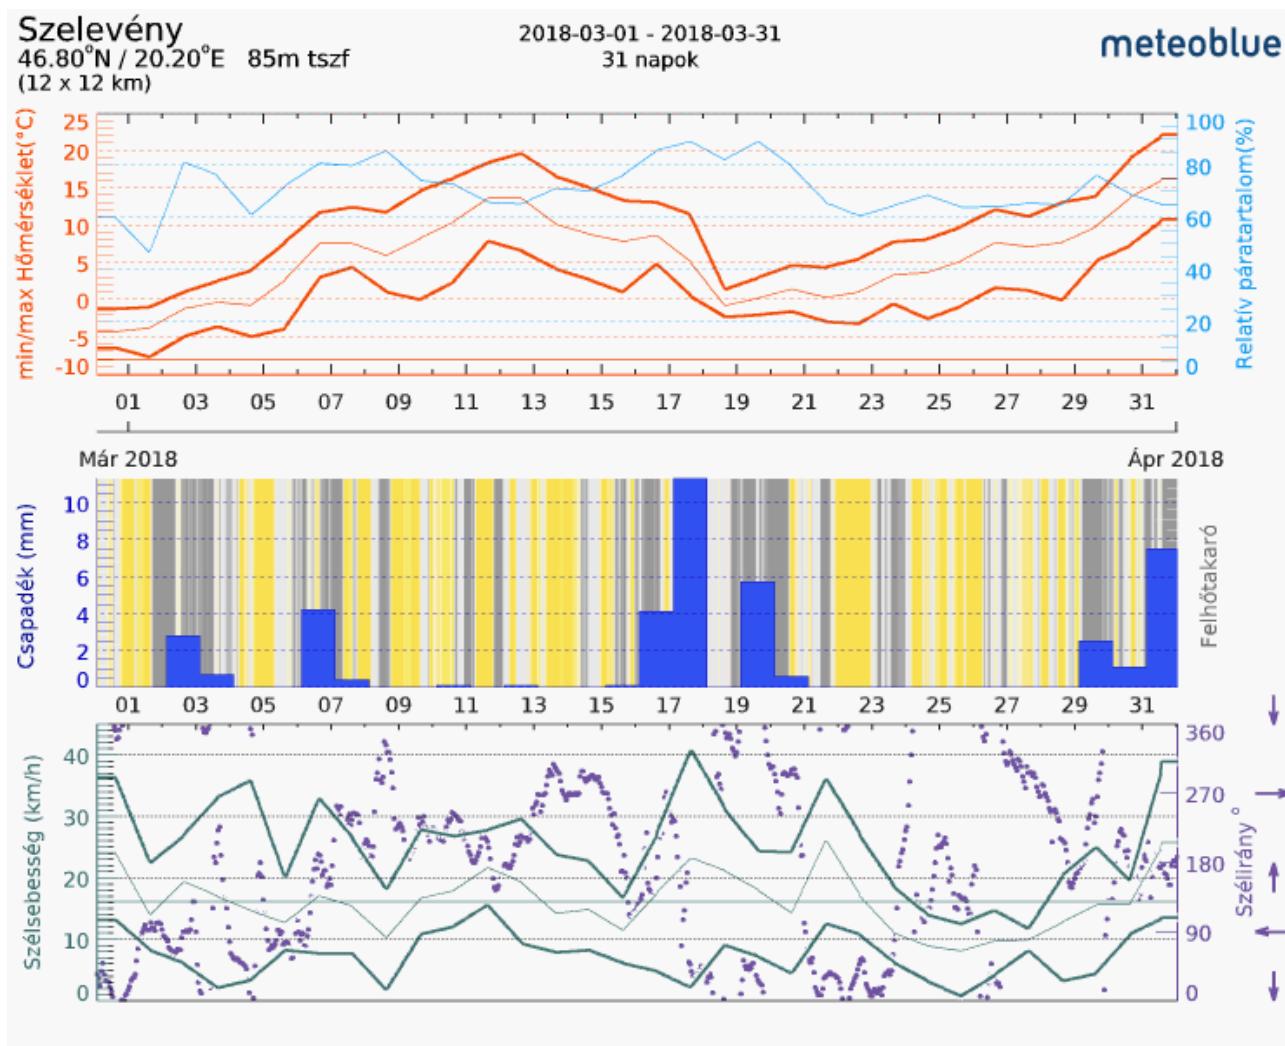 Szelevény
46.80°N / 20.20°E 85m tszf
(12 x 12 km)
2018-03-01 - 2018-03-31
31 napok
meteoblue
min/max Hőmérséklet(°C)
25
20
15
10
5
0
-5
-10
Relatív páratartalom(%)
100
80
60
40
20
0
01 03 05 07 09 11 13 15 17 19 21 23 25 27 29 31
Már 2018
Ápr 2018
Csapadék (mm)
10
8
6
4
2
0
Felhőtakaró
01 03 05 07 09 11 13 15 17 19 21 23 25 27 29 31
Szélsebesség (km/h)
40
30
20
10
0
Szélirány °
360
270
180
90
0